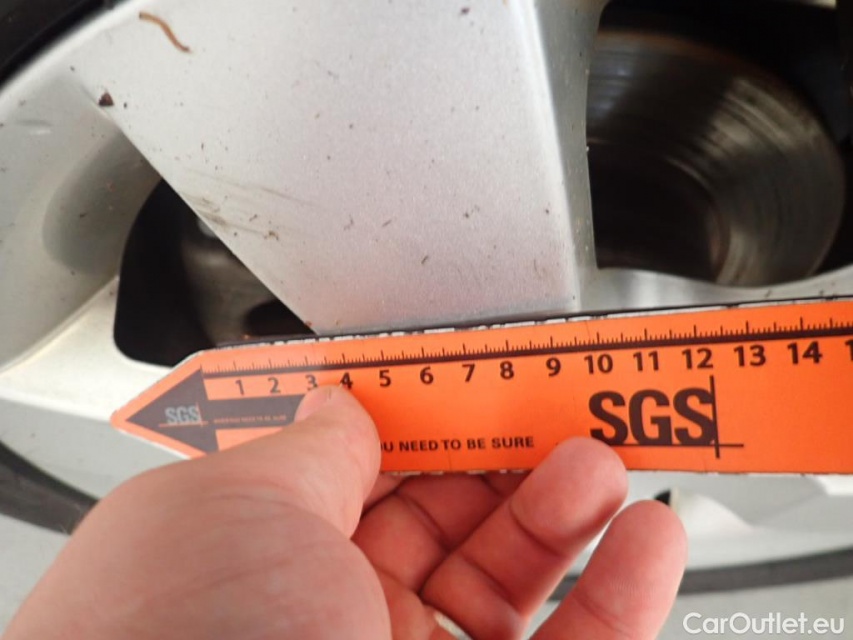 1 2 3 4 5 6 7 8 9 10 11 12 13 14
SGS
U NEED TO BE SURE
SGS
CarOutlet.eu